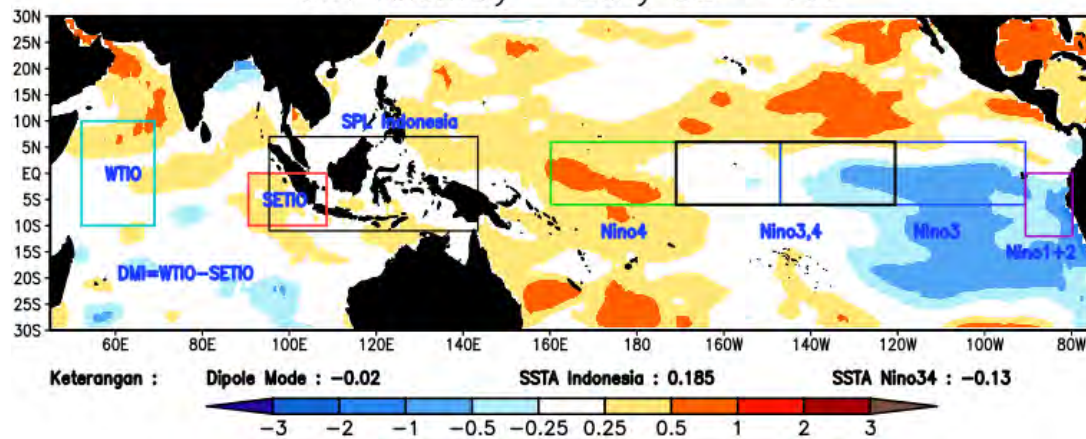 30N
25N
20N
15N
10N
5N
EQ
5S
10S
15S
20S
25S
30S
SPL Indonesia
WTIO
SETIO
Nino4
Nino3,4
Nino3
Nino1+2
DMI=WTIO-SETIO
60E 80E 100E 120E 140E 160E 180 160W 140W 120W 100W 80W
Keterangan : Dipole Mode : -0.02 SSTA Indonesia : 0.185 SSTA Nino34 : -0.13
-3 -2 -1 -0.5 -0.25 0.25 0.5 1 2 3